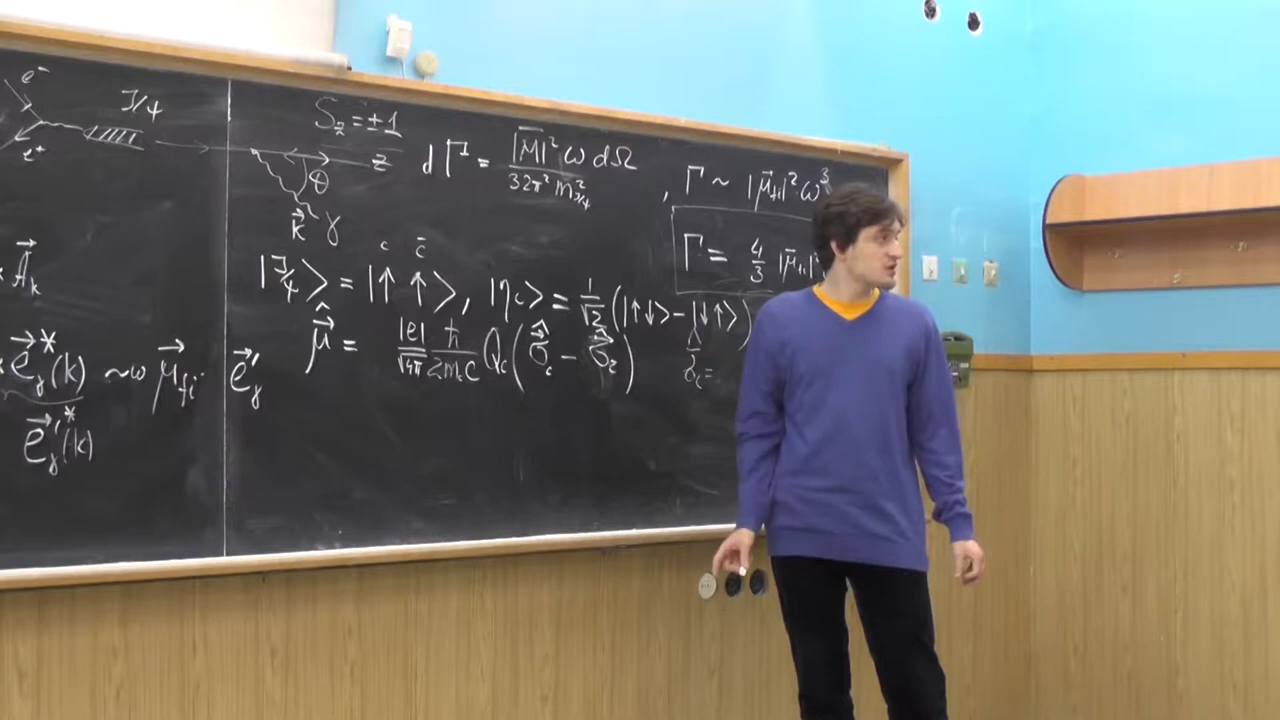 e⁻
e⁺
J/ψ
S_z = ±1
z
θ
k⃗ γ
dΓ = |M̅|² ω dΩ / 32π² m²_{J/ψ}
, Γ ~ |μ⃗_fi|² · ω³
Γ = 4/3 |μ⃗_fi|²
A⃗_k
c c̄
|J/ψ⟩ = |↑ ↑⟩, |η_c⟩ = 1/√2 (|↑↓⟩ − |↓↑⟩)
e⃗*_γ(k) ~ω μ⃗_fi e⃗'_γ
μ⃗̂ = |e|/√4π ħ/2m_c c Q_c (σ⃗̂_c − σ⃗̂_c̄)
e⃗'*_γ(k)